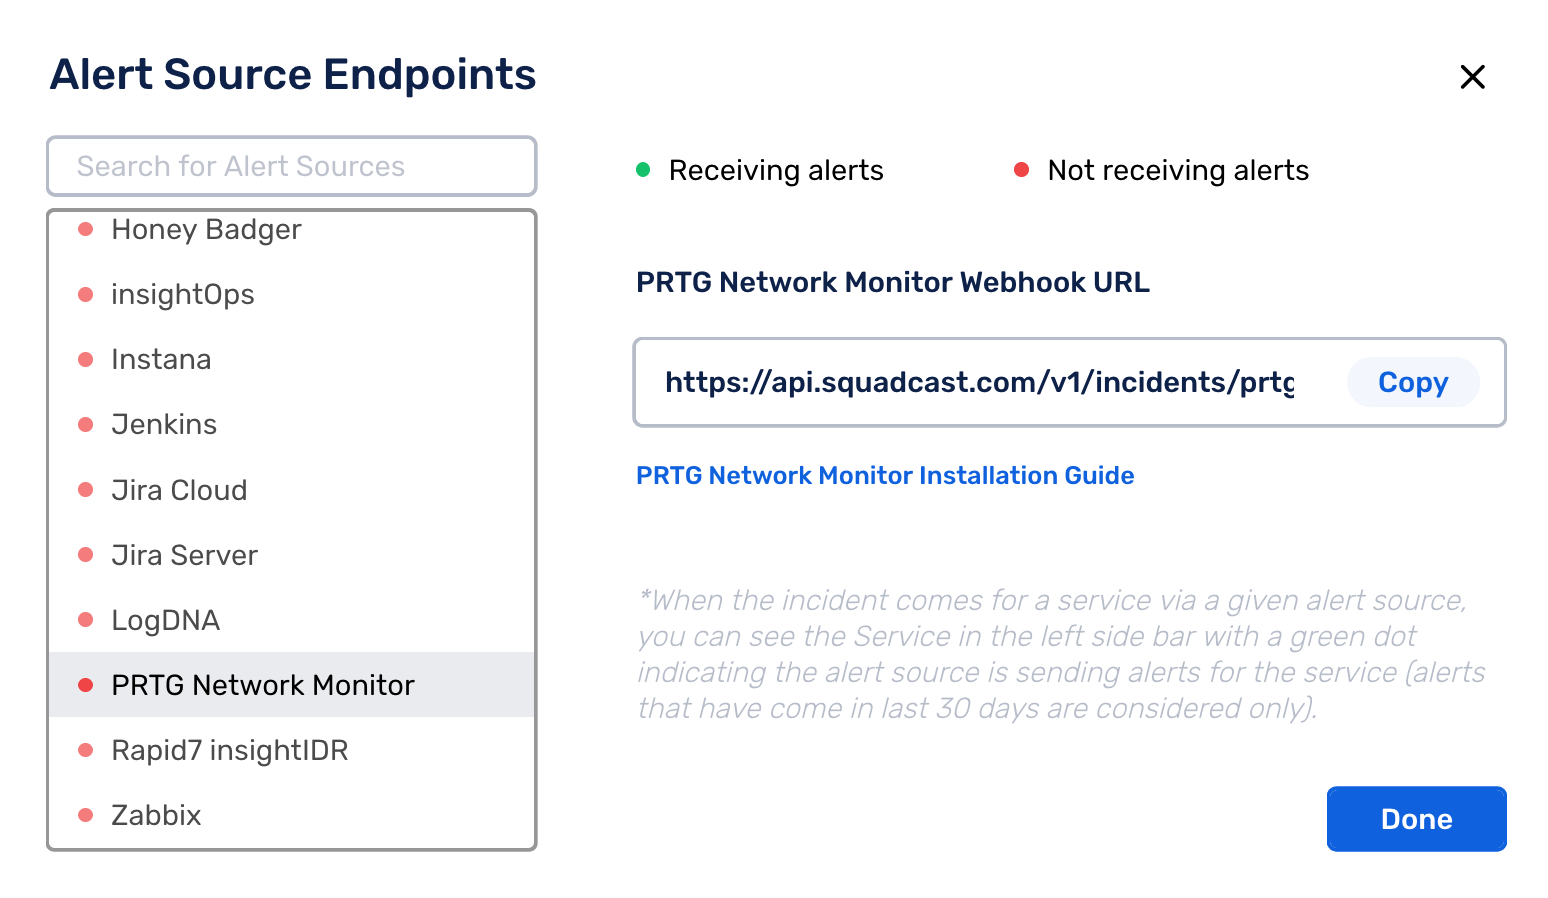 Alert Source Endpoints
Search for Alert Sources
Honey Badger
insightOps
Instana
Jenkins
Jira Cloud
Jira Server
LogDNA
PRTG Network Monitor
Rapid7 insightIDR
Zabbix
Receiving alerts
Not receiving alerts
PRTG Network Monitor Webhook URL
https://api.squadcast.com/v1/incidents/prtg
Copy
PRTG Network Monitor Installation Guide
*When the incident comes for a service via a given alert source,
you can see the Service in the left side bar with a green dot
indicating the alert source is sending alerts for the service (alerts
that have come in last 30 days are considered only).
Done